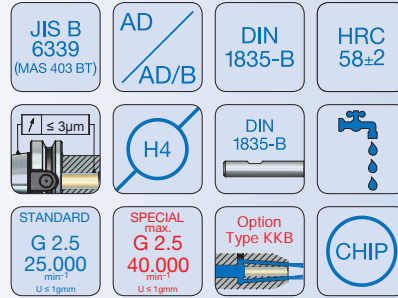 JIS B
6339
(MAS 403 BT)
AD
AD/B
DIN
1835-B
HRC
58±2
≤ 3µm
H4
DIN
1835-B
STANDARD
G 2.5
25.000
min⁻¹
U ≤ 1gmm
SPECIAL
max.
G 2.5
40.000
min⁻¹
U ≤ 1gmm
Option
Type KKB
CHIP